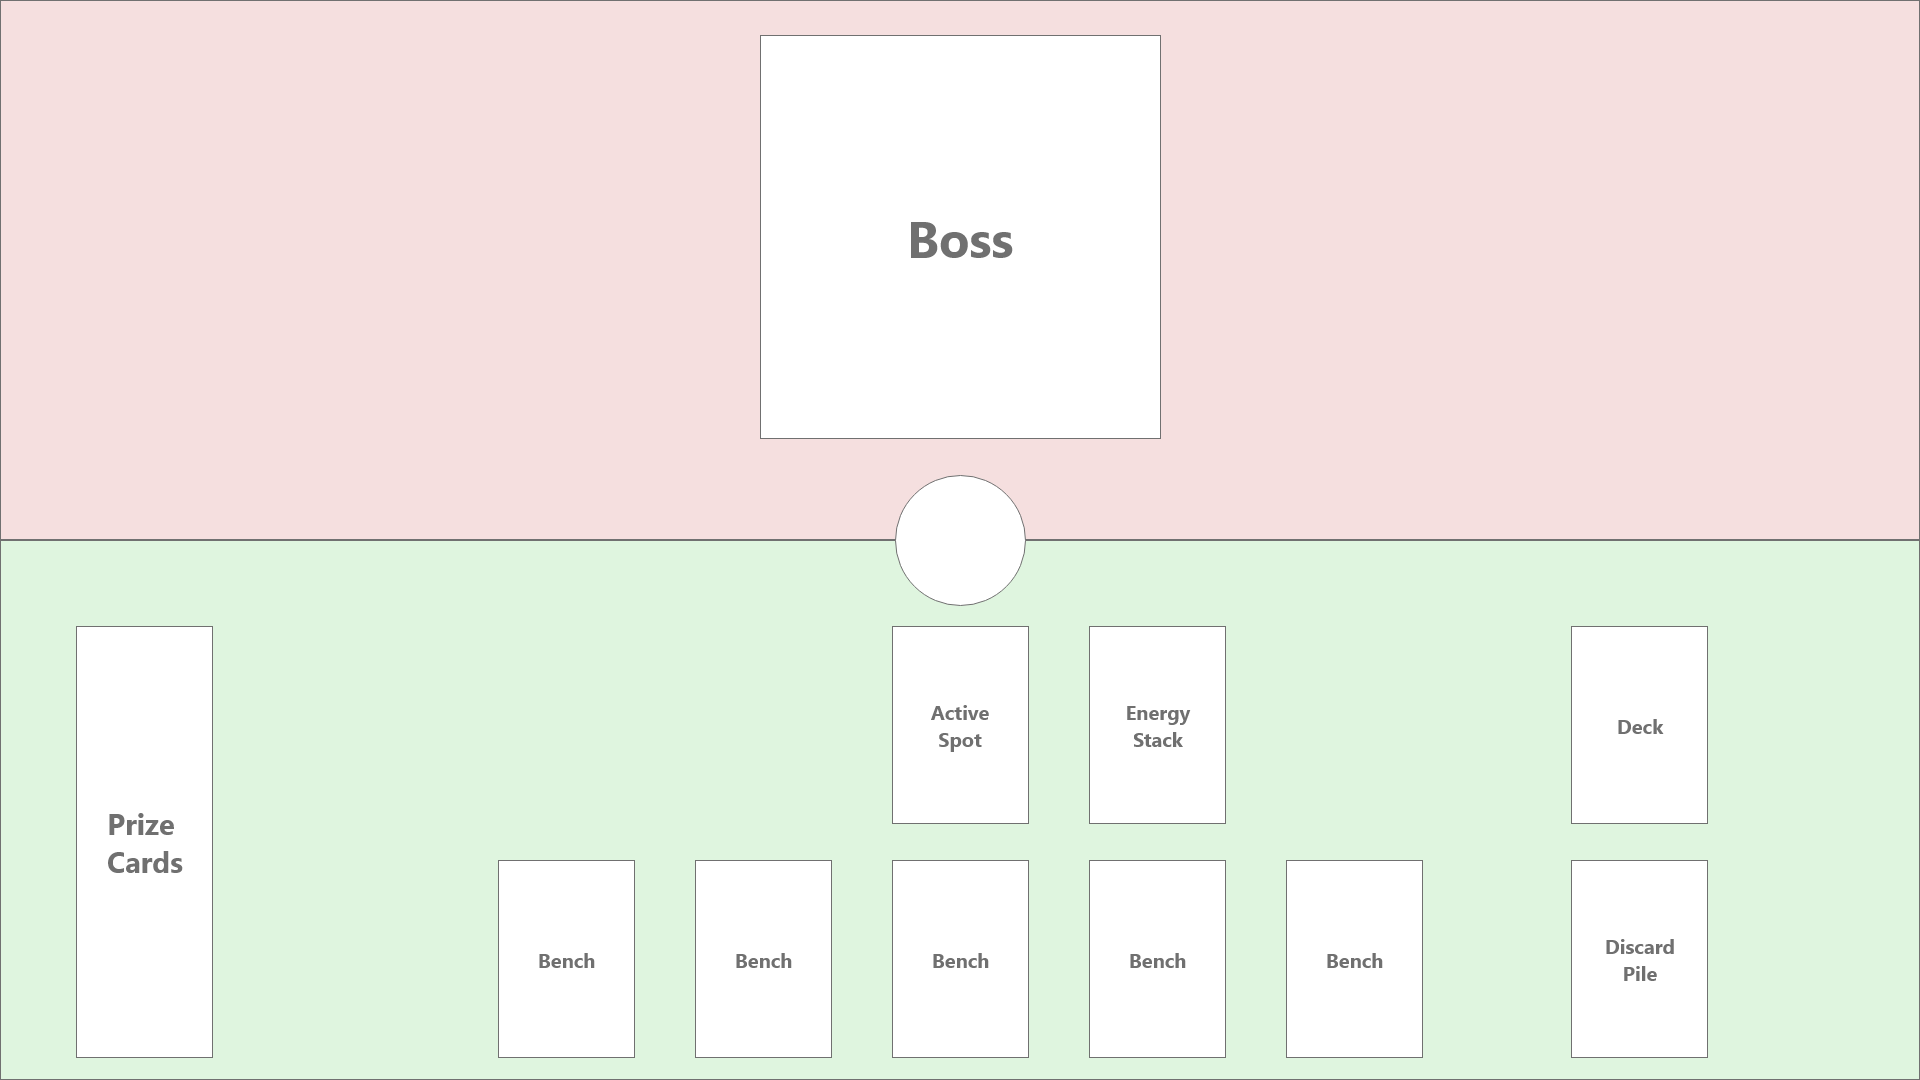 Boss
Active
Spot
Energy
Stack
Deck
Prize
Cards
Bench
Bench
Bench
Bench
Bench
Discard
Pile